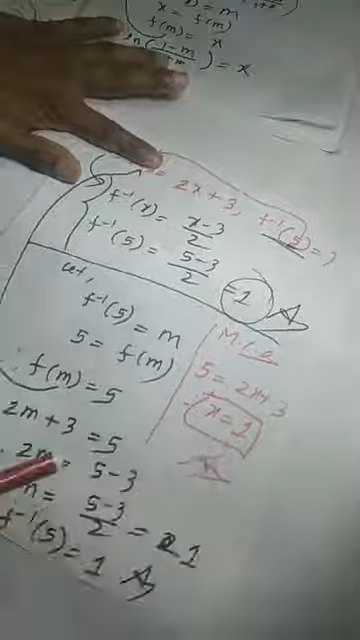 = m
x = f(m)
f(m) = x
) = x
= 2x + 3, f⁻¹(5) = ?
f⁻¹(x) = x-3/2
f⁻¹(5) = 5-3/2 = 1
Let,
f⁻¹(5) = m
5 = f(m)
f(m) = 5
2m + 3 = 5
2m = 5-3
m = 5-3/2 = 1
f⁻¹(5) = 1
M.C.Q
5 = 2x+3
x = 1